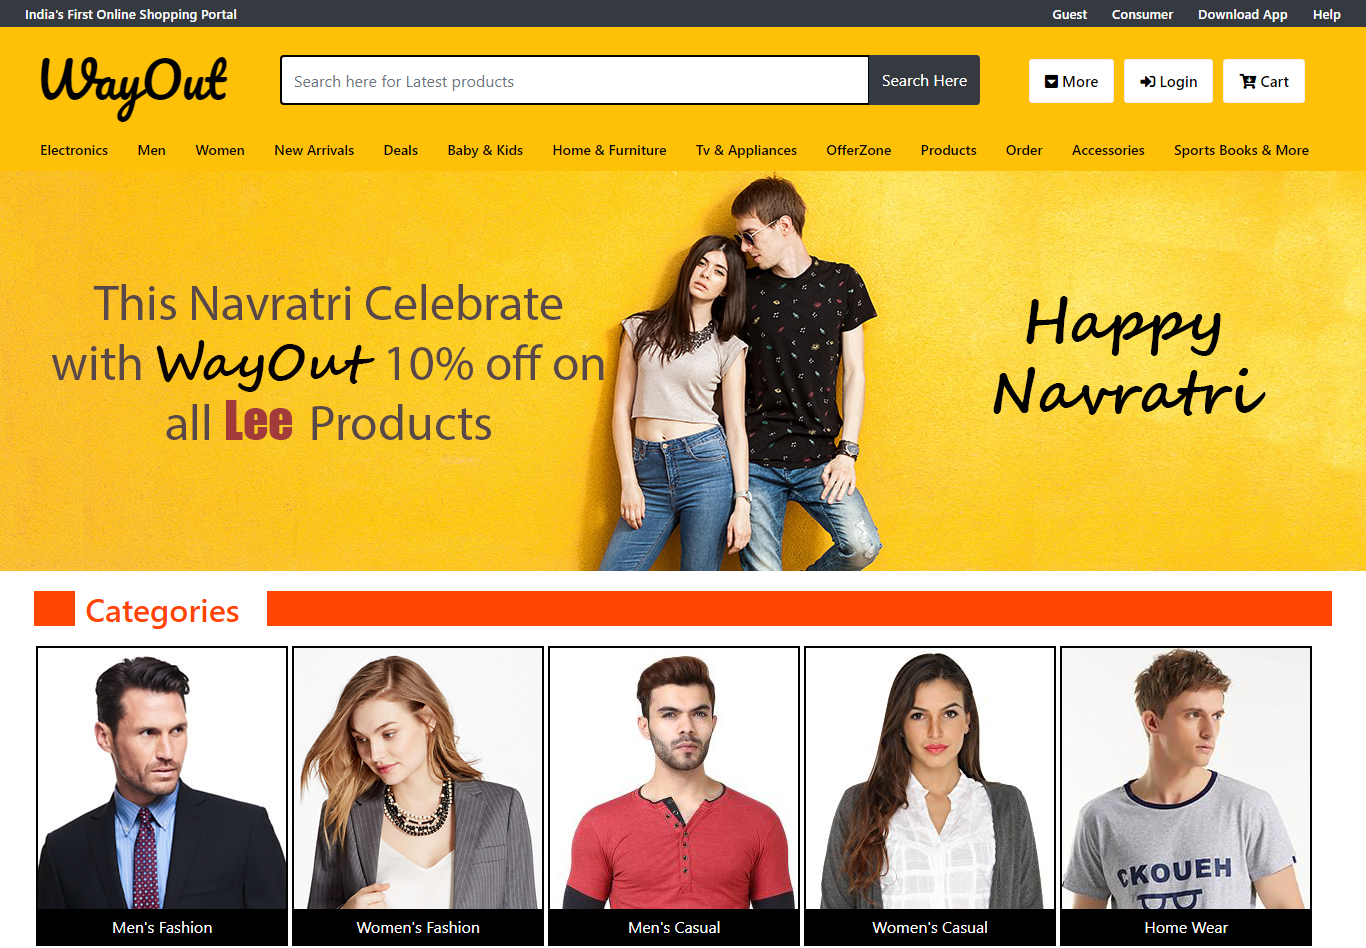 India's First Online Shopping Portal
Guest Consumer Download App Help
WayOut
Search here for Latest products
Search Here
More
Login
Cart
Electronics Men Women New Arrivals Deals Baby & Kids Home & Furniture Tv & Appliances OfferZone Products Order Accessories Sports Books & More
This Navratri Celebrate
with WayOut 10% off on
all Lee Products
Happy
Navratri
Categories
CKOUEH
Men's Fashion
Women's Fashion
Men's Casual
Women's Casual
Home Wear